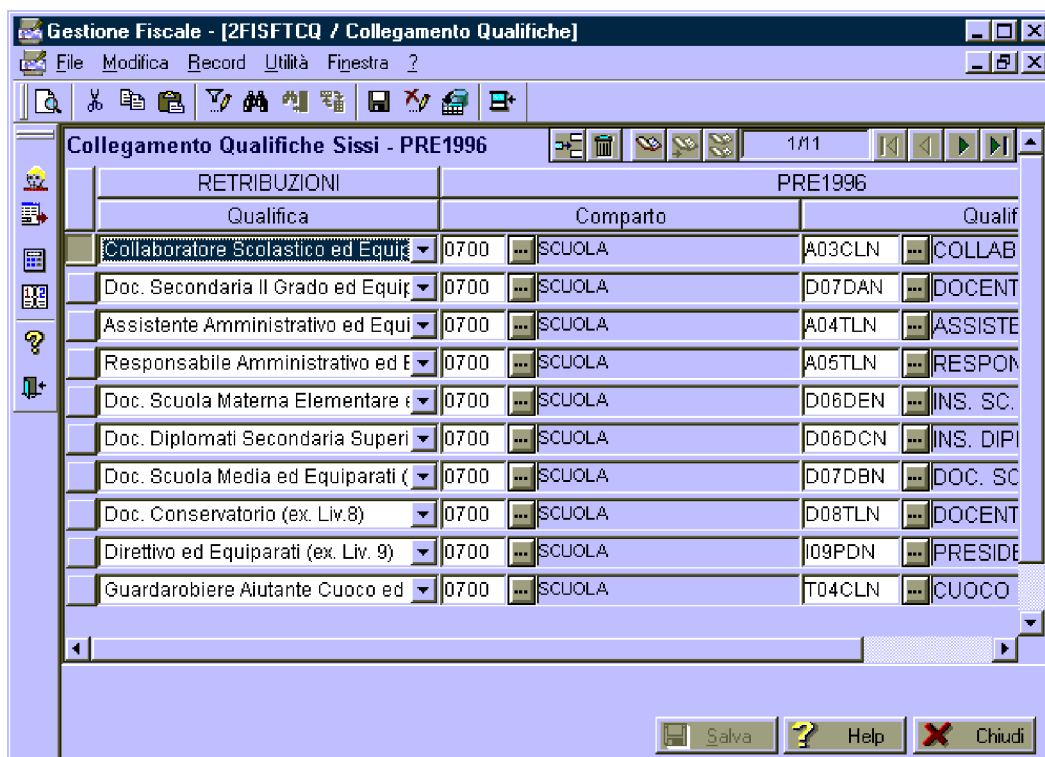 Gestione Fiscale - [2FISFTCQ / Collegamento Qualifiche]
File Modifica Record Utilità Finestra ?
Collegamento Qualifiche Sissi - PRE1996 1/11
RETRIBUZIONI PRE1996
Qualifica Comparto Qualif
Collaboratore Scolastico ed Equip 0700 ... SCUOLA A03CLN ... COLLAB
Doc. Secondaria II Grado ed Equip 0700 ... SCUOLA D07DAN ... DOCENT
Assistente Amministrativo ed Equi 0700 ... SCUOLA A04TLN ... ASSISTE
Responsabile Amministrativo ed E 0700 ... SCUOLA A05TLN ... RESPON
Doc. Scuola Materna Elementare e 0700 ... SCUOLA D06DEN ... INS. SC.
Doc. Diplomati Secondaria Superi 0700 ... SCUOLA D06DCN ... INS. DIPI
Doc. Scuola Media ed Equiparati ( 0700 ... SCUOLA D07DBN ... DOC. SC
Doc. Conservatorio (ex. Liv.8) 0700 ... SCUOLA D08TLN ... DOCENT
Direttivo ed Equiparati (ex. Liv. 9) 0700 ... SCUOLA I09PDN ... PRESIDE
Guardarobiere Aiutante Cuoco ed 0700 ... SCUOLA T04CLN ... CUOCO
Salva Help Chiudi